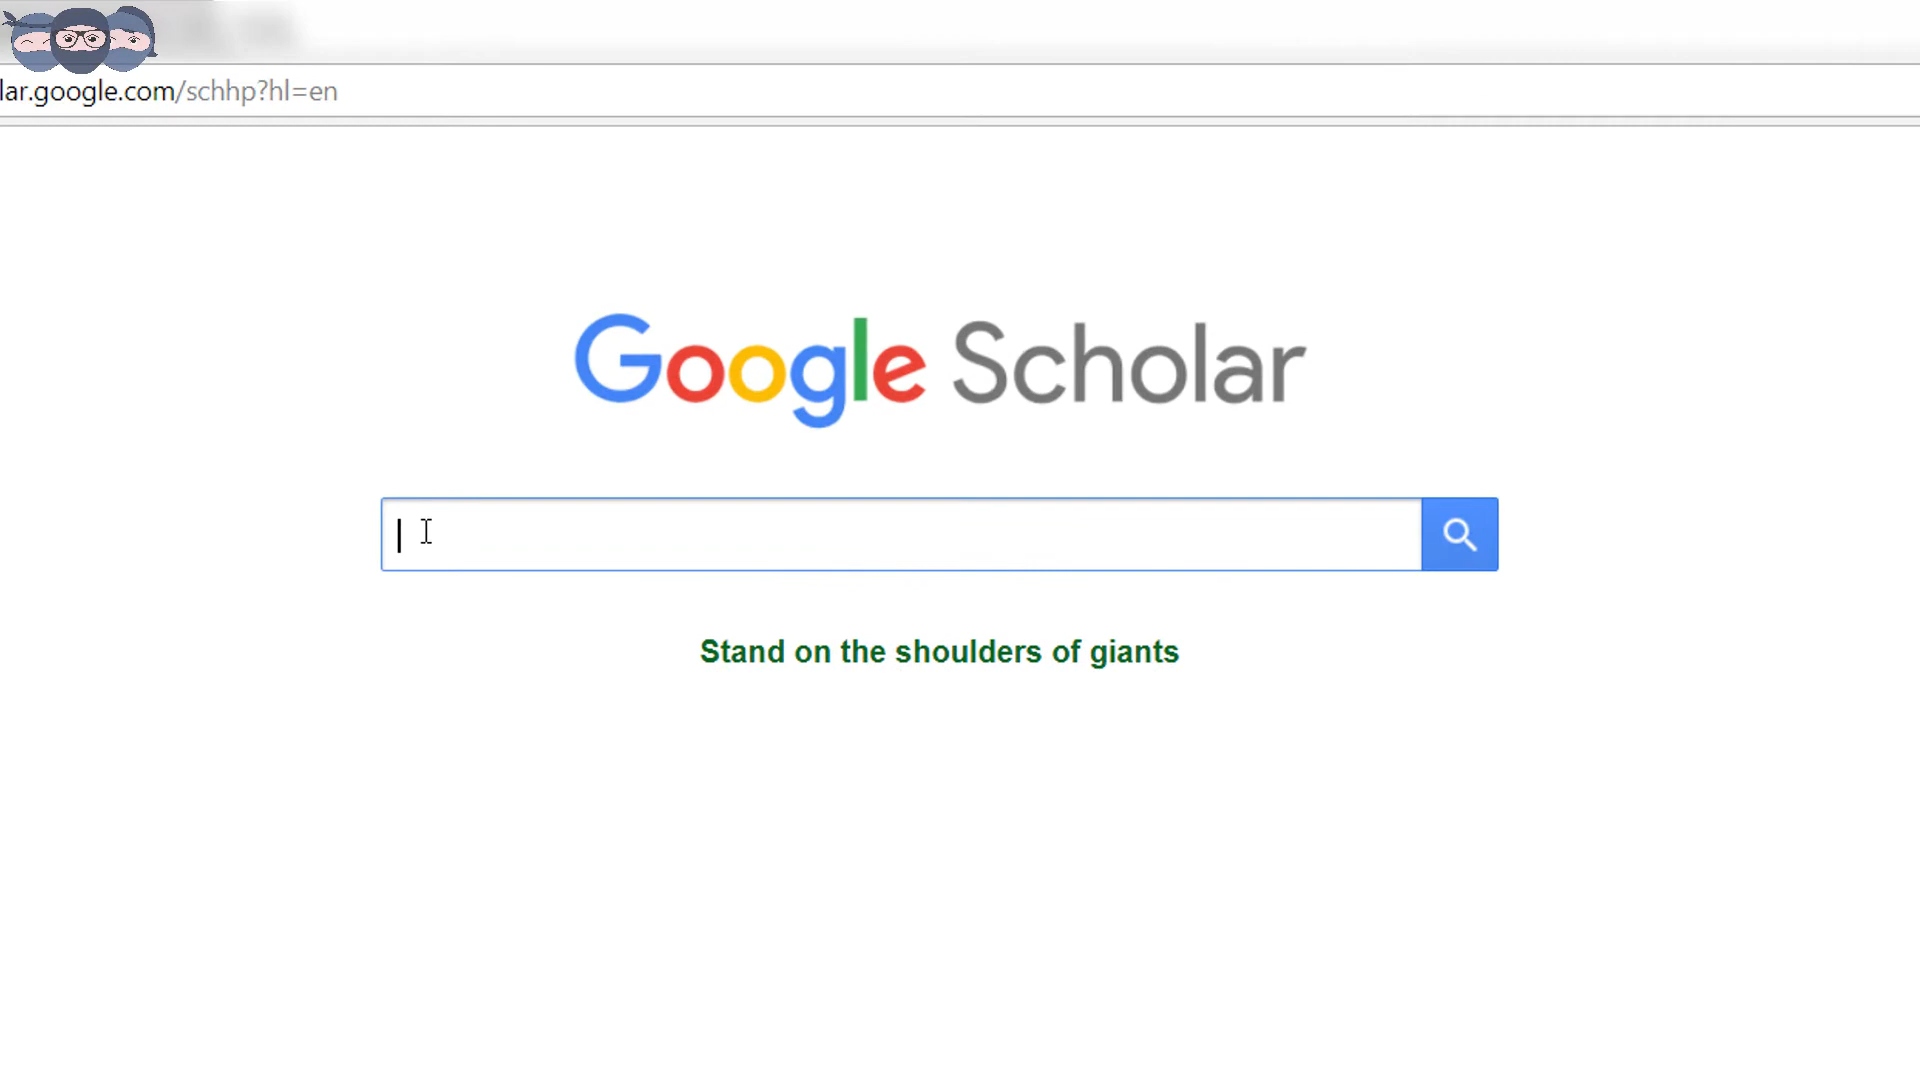 lar.google.com/schhp?hl=en
Google Scholar
Stand on the shoulders of giants